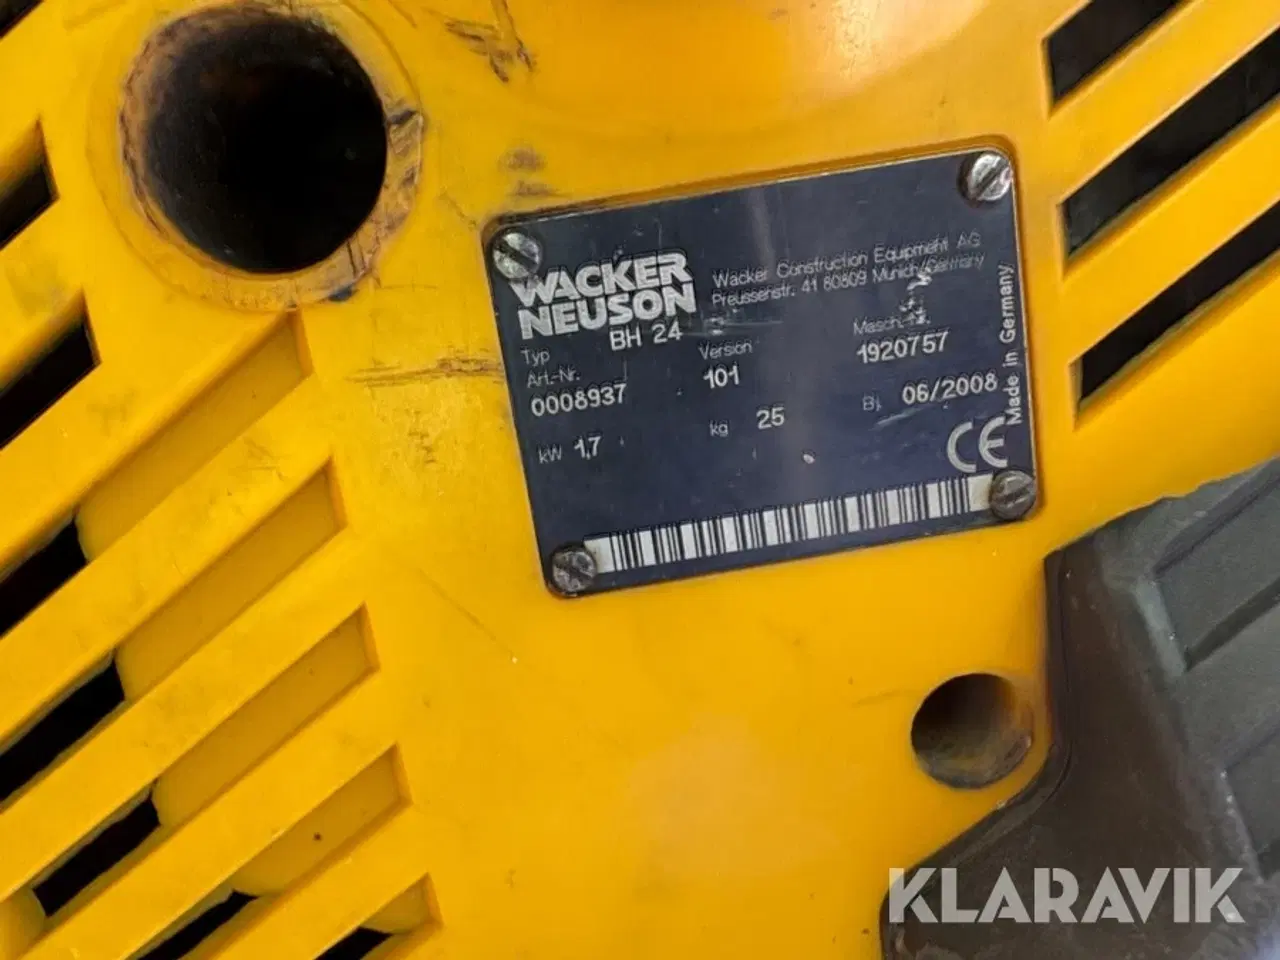 WACKER
NEUSON
Wacker Construction Equipment AG
Preussenstr. 41 80809 Munich/Germany
Typ BH 24
Version 101
Masch.-Nr. 1920757
Art.-Nr. 0008937
kW 1,7
kg 25
Bj. 06/2008
CE
Made in Germany
KLARAVIK